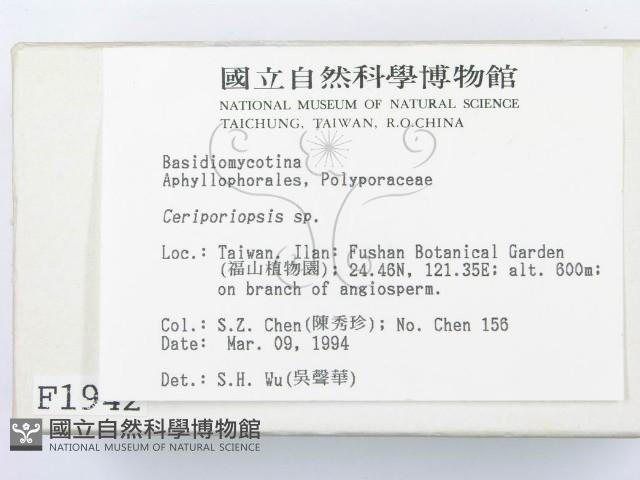 國立自然科學博物館
NATIONAL MUSEUM OF NATURAL SCIENCE
TAICHUNG, TAIWAN, R.O.CHINA
Basidiomycotina
Aphyllophorales, Polyporaceae
Ceriporiopsis sp.
Loc.: Taiwan. Ilan: Fushan Botanical Garden
(福山植物園); 24.46N, 121.35E; alt. 600m;
on branch of angiosperm.
Col.: S.Z. Chen(陳秀珍); No. Chen 156
Date: Mar. 09, 1994
Det.: S.H. Wu(吳聲華)
F1942
國立自然科學博物館
NATIONAL MUSEUM OF NATURAL SCIENCE